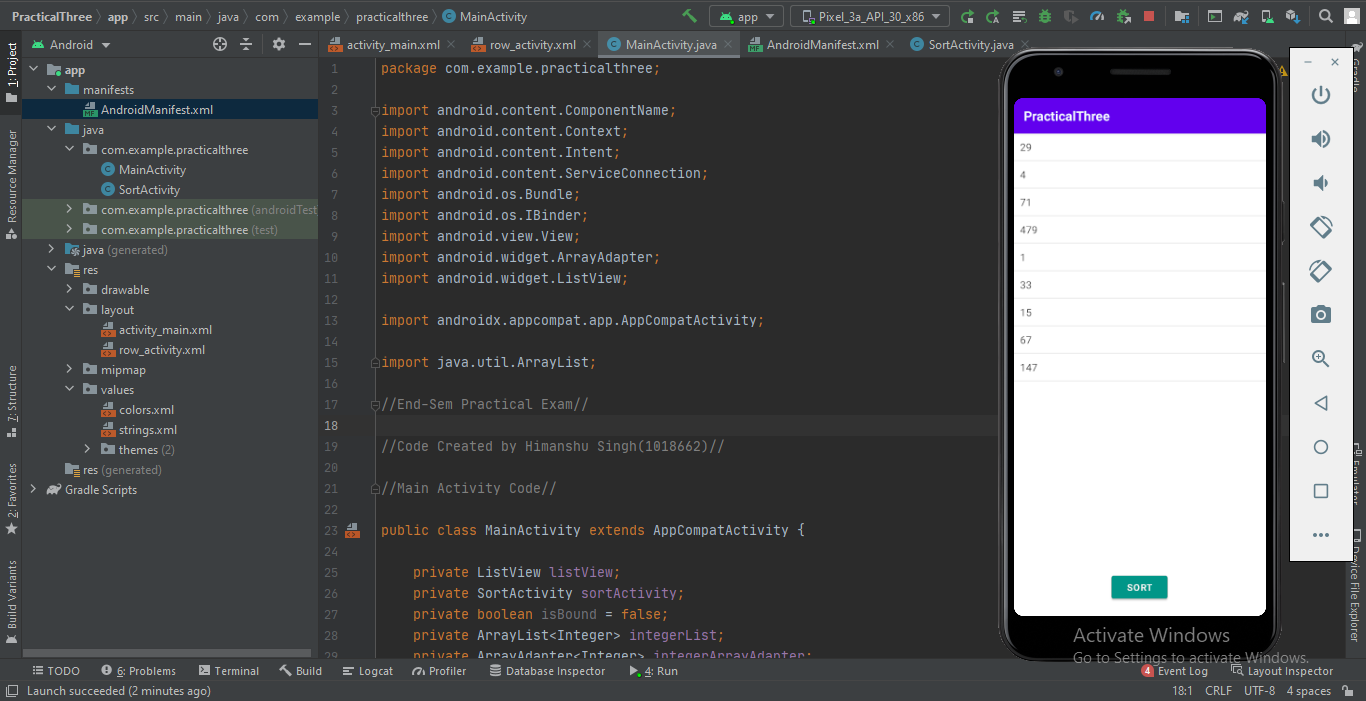 PracticalThree > app > src > main > java > com > example > practicalthree > MainActivity
app
Pixel_3a_API_30_x86
Android
activity_main.xml
row_activity.xml
MainActivity.java
AndroidManifest.xml
SortActivity.java
1: Project
Resource Manager
7: Structure
2: Favorites
Build Variants
app
manifests
AndroidManifest.xml
java
com.example.practicalthree
MainActivity
SortActivity
com.example.practicalthree (androidTest
com.example.practicalthree (test)
java (generated)
res
drawable
layout
activity_main.xml
row_activity.xml
mipmap
values
colors.xml
strings.xml
themes (2)
res (generated)
Gradle Scripts
1 package com.example.practicalthree;
2
3 import android.content.ComponentName;
4 import android.content.Context;
5 import android.content.Intent;
6 import android.content.ServiceConnection;
7 import android.os.Bundle;
8 import android.os.IBinder;
9 import android.view.View;
10 import android.widget.ArrayAdapter;
11 import android.widget.ListView;
12
13 import androidx.appcompat.app.AppCompatActivity;
14
15 import java.util.ArrayList;
16
17 //End-Sem Practical Exam//
18
19 //Code Created by Himanshu Singh(1018662)//
20
21 //Main Activity Code//
22
23 public class MainActivity extends AppCompatActivity {
24
25 private ListView listView;
26 private SortActivity sortActivity;
27 private boolean isBound = false;
28 private ArrayList<Integer> integerList;
29 private ArrayAdapter<Integer> integerArrayAdapter;
PracticalThree
29
4
71
479
1
33
15
67
147
SORT
Device File Explorer
Activate Windows
Go to Settings to activate Windows.
TODO
6: Problems
Terminal
Build
Logcat
Profiler
Database Inspector
4: Run
4 Event Log
Layout Inspector
Launch succeeded (2 minutes ago)
18:1 CRLF UTF-8 4 spaces